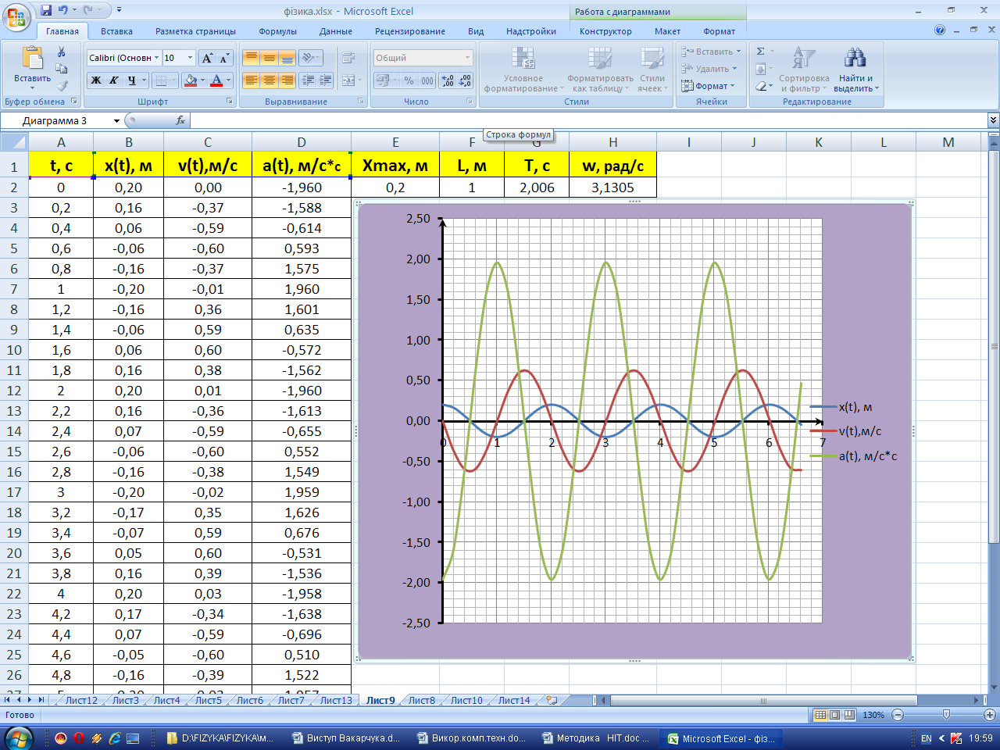 фізика.xlsx - Microsoft Excel
Работа с диаграммами
Главная Вставка Разметка страницы Формулы Данные Рецензирование Вид Надстройки Конструктор Макет Формат
Calibri (Основн 10
Общий
Вставить
Ж К Ч
% 000
Условное форматирование
Форматировать как таблицу
Стили ячеек
Вставить
Удалить
Формат
Сортировка и фильтр
Найти и выделить
Буфер обмена Шрифт Выравнивание Число Стили Ячейки Редактирование
Диаграмма 3 fx
Строка формул
A B C D E F G H I J K L M
1 t, с x(t), м v(t),м/с a(t), м/с*с Xmax, м L, м T, с w, рад/с
2 0 0,20 0,00 -1,960 0,2 1 2,006 3,1305
3 0,2 0,16 -0,37 -1,588
4 0,4 0,06 -0,59 -0,614
5 0,6 -0,06 -0,60 0,593
6 0,8 -0,16 -0,37 1,575
7 1 -0,20 -0,01 1,960
8 1,2 -0,16 0,36 1,601
9 1,4 -0,06 0,59 0,635
10 1,6 0,06 0,60 -0,572
11 1,8 0,16 0,38 -1,562
12 2 0,20 0,01 -1,960
13 2,2 0,16 -0,36 -1,613
14 2,4 0,07 -0,59 -0,655
15 2,6 -0,06 -0,60 0,552
16 2,8 -0,16 -0,38 1,549
17 3 -0,20 -0,02 1,959
18 3,2 -0,17 0,35 1,626
19 3,4 -0,07 0,59 0,676
20 3,6 0,05 0,60 -0,531
21 3,8 0,16 0,39 -1,536
22 4 0,20 0,03 -1,958
23 4,2 0,17 -0,34 -1,638
24 4,4 0,07 -0,59 -0,696
25 4,6 -0,05 -0,60 0,510
26 4,8 -0,16 -0,39 1,522
2,50
2,00
1,50
1,00
0,50
0,00
-0,50
-1,00
-1,50
-2,00
-2,50
0 1 2 3 4 5 6 7
x(t), м
v(t),м/с
a(t), м/с*с
Лист12 Лист3 Лист4 Лист5 Лист6 Лист7 Лист13 Лист9 Лист8 Лист10 Лист14
Готово 130%
D:\FIZYKA\FIZYKA\м... Виступ Вакарчука.d... Викор.комп.техн.do... Методика НІТ.doc ... Microsoft Excel - фіз... EN 19:59